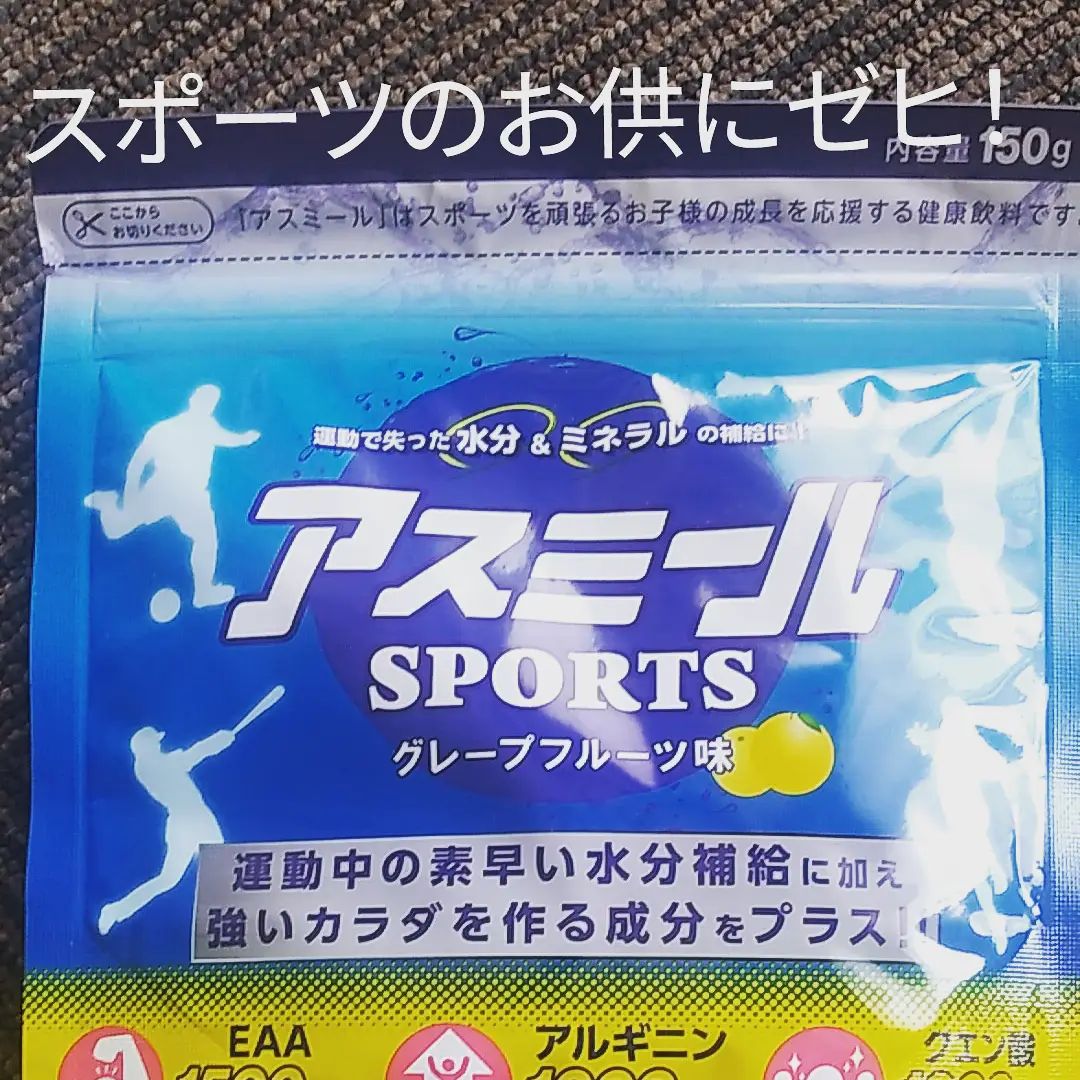 スポーツのお供にゼヒ!
内容量150g
ここから
お切りください
「アスミール」はスポーツを頑張るお子様の成長を応援する健康飲料です
運動で失った水分&ミネラルの補給に
アスミール
SPORTS
グレープフルーツ味
運動中の素早い水分補給に加え
強いカラダを作る成分をプラス!!
EAA
アルギニン
クエン酸